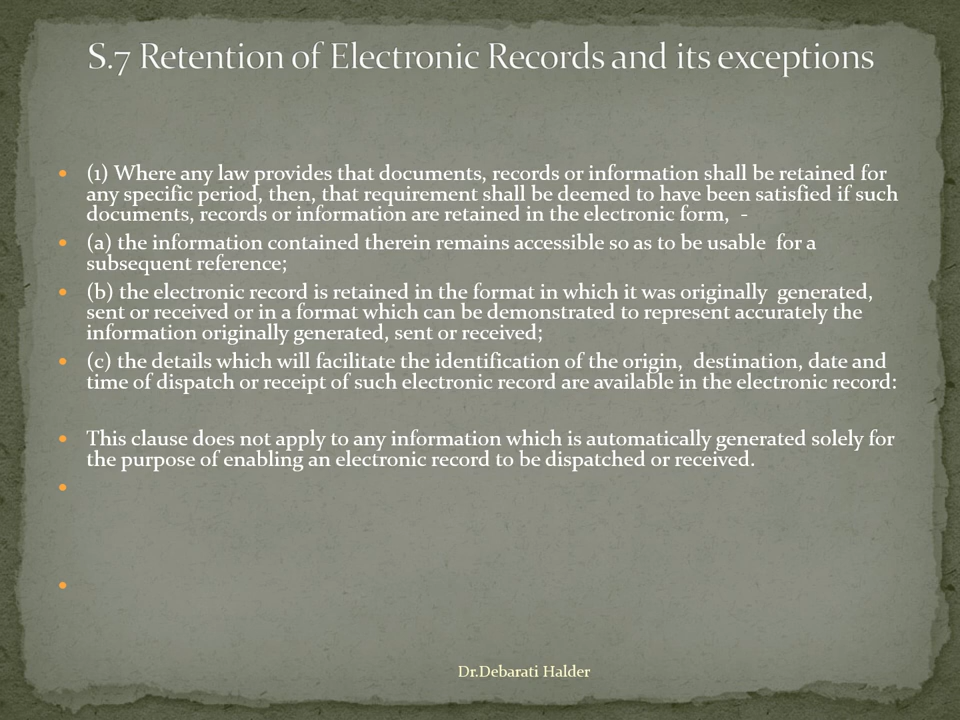 S.7 Retention of Electronic Records and its exceptions
• (1) Where any law provides that documents, records or information shall be retained for
any specific period, then, that requirement shall be deemed to have been satisfied if such
documents, records or information are retained in the electronic form, -
• (a) the information contained therein remains accessible so as to be usable for a
subsequent reference;
• (b) the electronic record is retained in the format in which it was originally generated,
sent or received or in a format which can be demonstrated to represent accurately the
information originally generated, sent or received;
• (c) the details which will facilitate the identification of the origin, destination, date and
time of dispatch or receipt of such electronic record are available in the electronic record:
• This clause does not apply to any information which is automatically generated solely for
the purpose of enabling an electronic record to be dispatched or received.
•
•
Dr.Debarati Halder